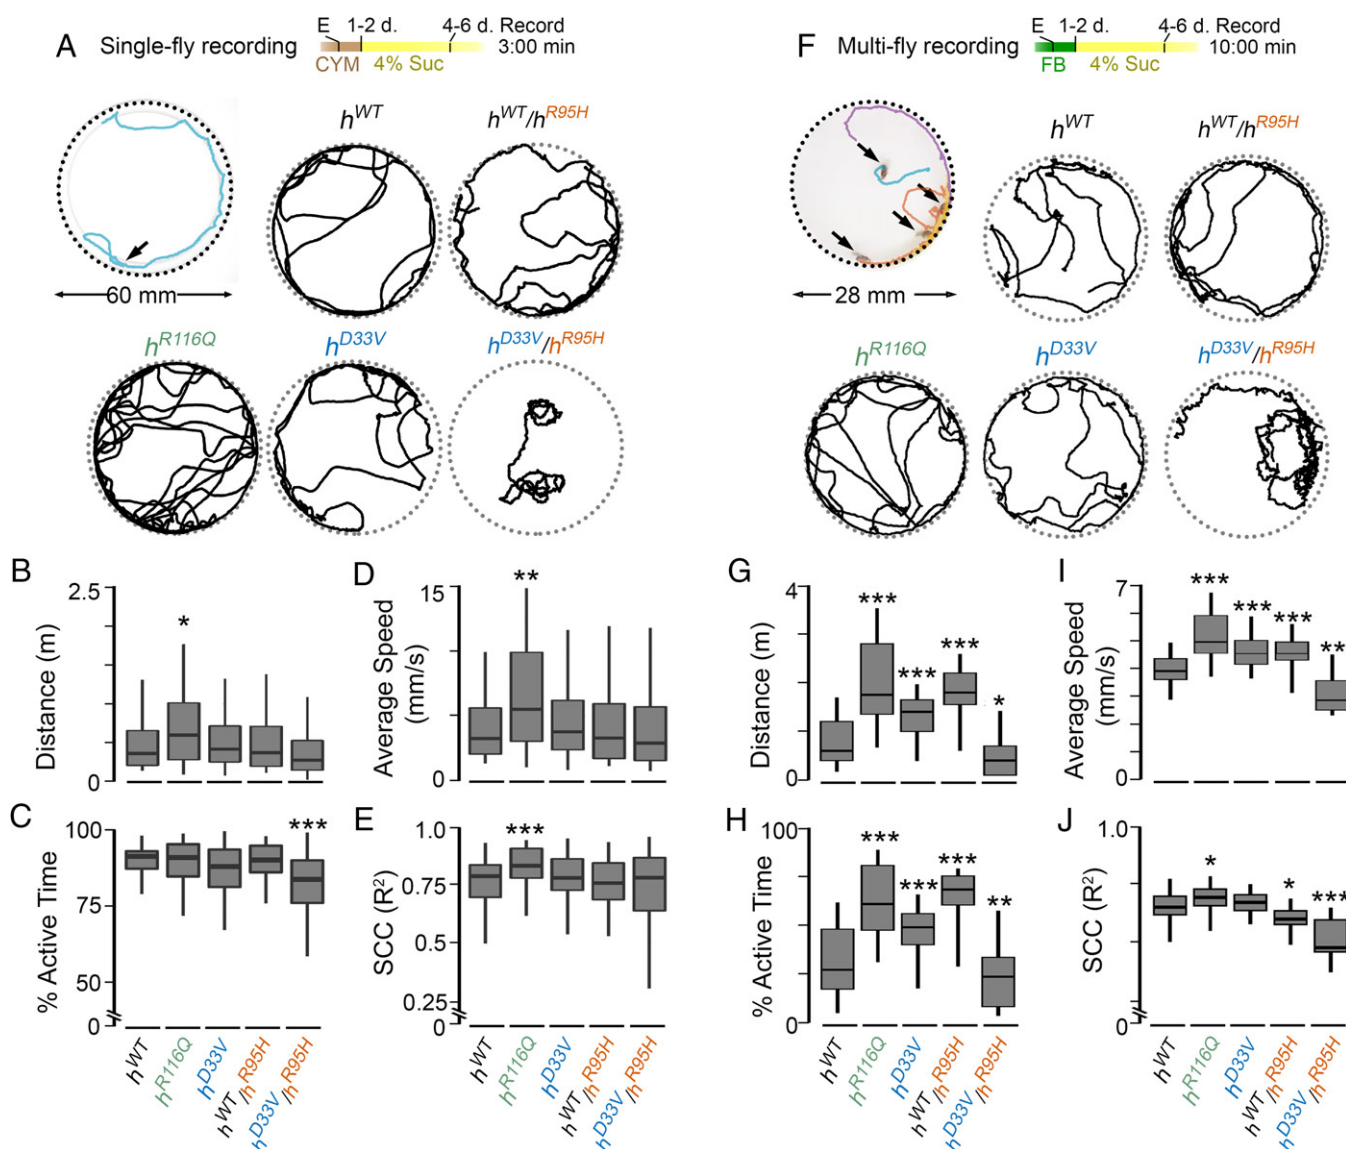 A Single-fly recording
E 1-2 d. 4-6 d. Record
CYM 4% Suc 3:00 min
hWT
hWT/hR95H
60 mm
hR116Q
hD33V
hD33V/hR95H
F Multi-fly recording
E 1-2 d. 4-6 d. Record
FB 4% Suc 10:00 min
hWT
hWT/hR95H
28 mm
hR116Q
hD33V
hD33V/hR95H
B
Distance (m)
2.5
0
*
D
Average Speed
(mm/s)
15
0
**
C
% Active Time
100
75
50
0
***
E
SCC (R2)
1.0
0.75
0.5
0.25
0
***
hWT
hR116Q
hD33V
hWT/hR95H
hD33V/hR95H
hWT
hR116Q
hD33V
hWT/hR95H
hD33V/hR95H
G
Distance (m)
4
0
*** *** *** *
I
Average Speed
(mm/s)
7
0
*** *** *** **
H
% Active Time
100
0
*** *** *** **
J
SCC (R2)
1.0
0
* * ***
hWT
hR116Q
hD33V
hWT/hR95H
hD33V/hR95H
hWT
hR116Q
hD33V
hWT/hR95H
hD33V/hR95H